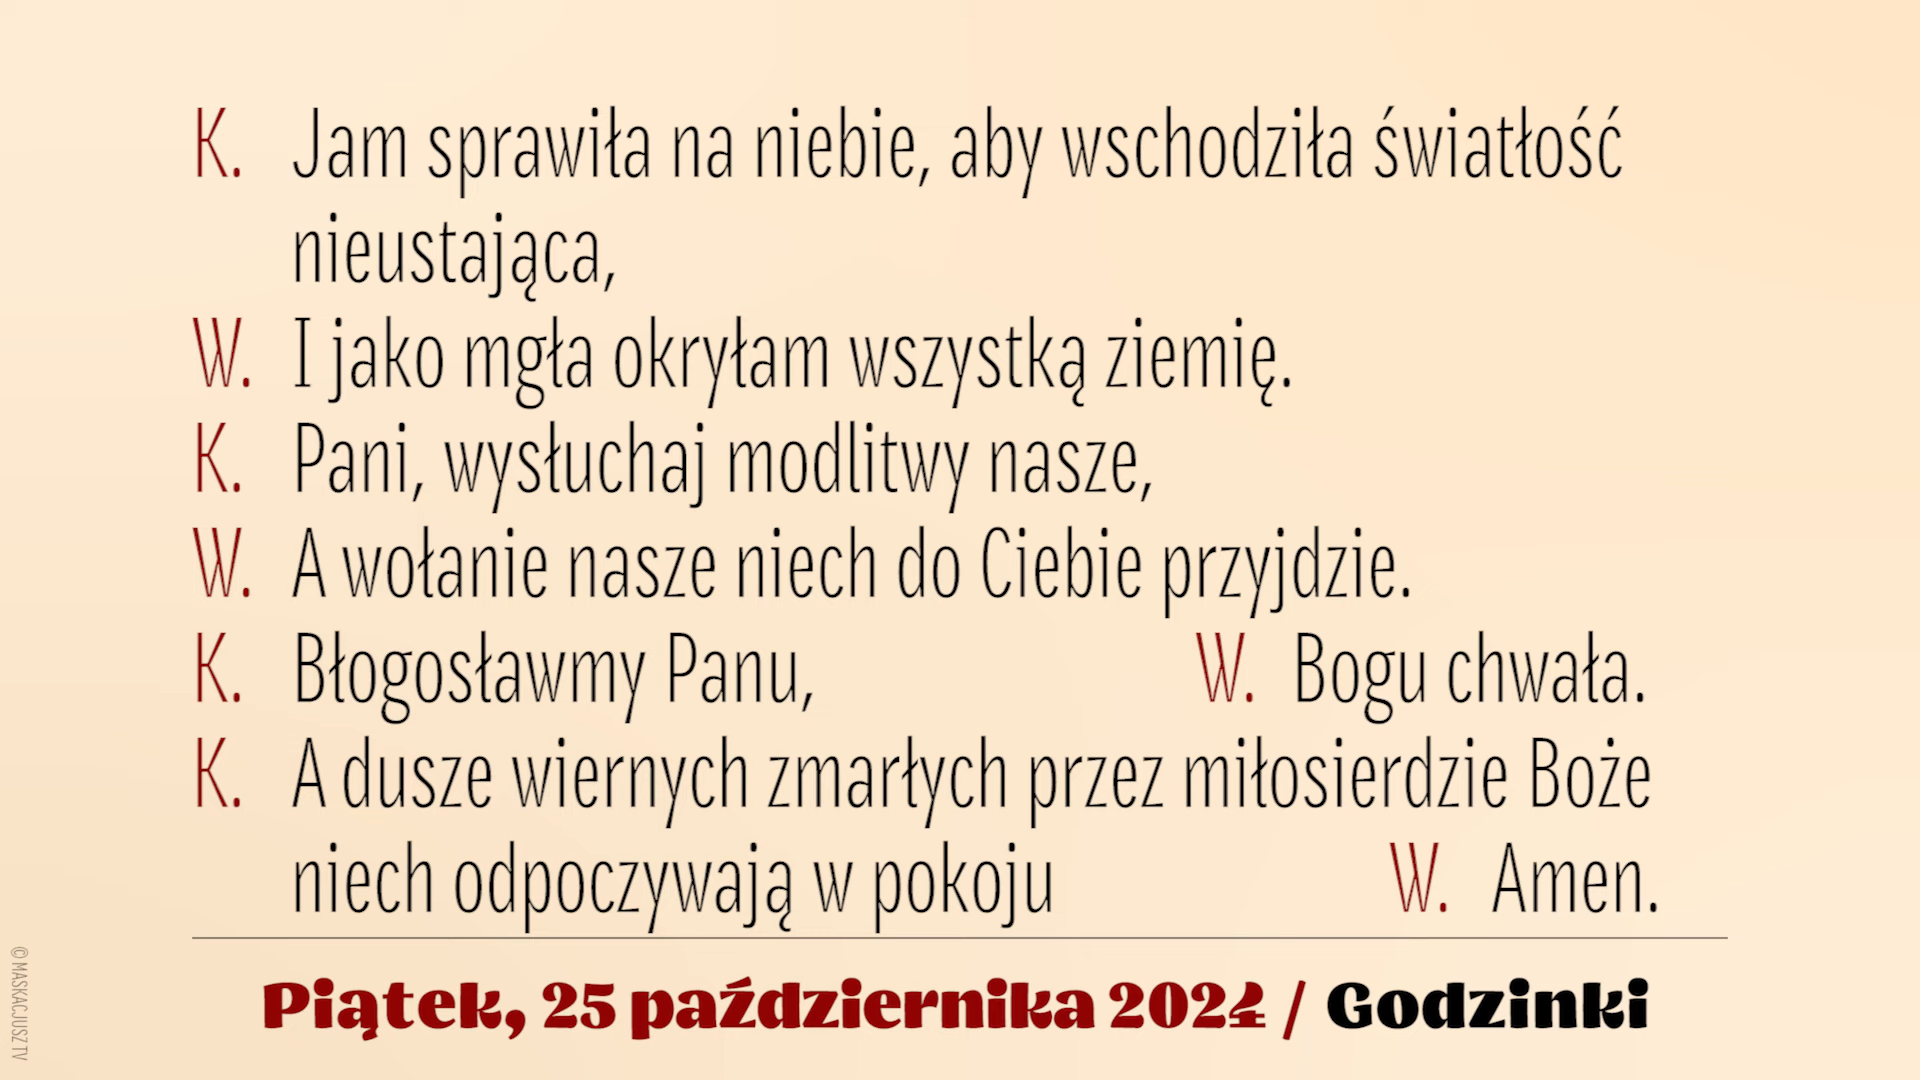 K. Jam sprawiła na niebie, aby wschodziła światłość
nieustająca,
W. I jako mgła okryłam wszystką ziemię.
K. Pani, wysłuchaj modlitwy nasze,
W. A wołanie nasze niech do Ciebie przyjdzie.
K. Błogosławmy Panu, W. Bogu chwała.
K. A dusze wiernych zmarłych przez miłosierdzie Boże
niech odpoczywają w pokoju W. Amen.
Piątek, 25 października 2024 / Godzinki
© MASKACJUSZ TV